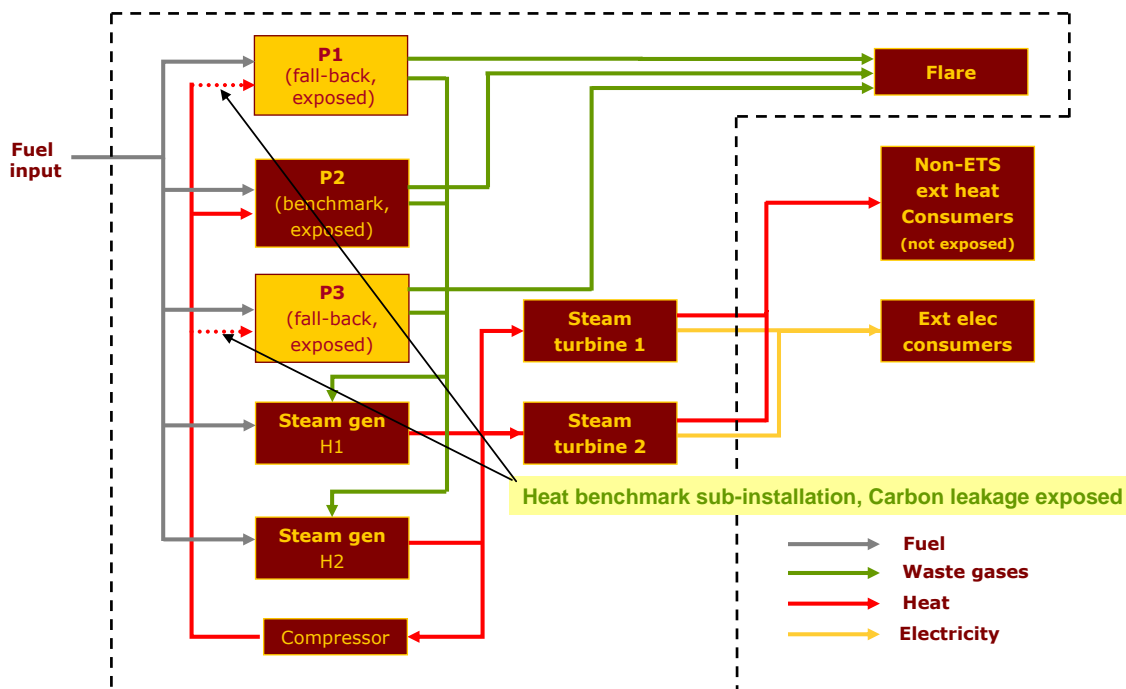 P1
(fall-back,
exposed)
Flare
Fuel
input
P2
(benchmark,
exposed)
Non-ETS
ext heat
Consumers
(not exposed)
P3
(fall-back,
exposed)
Steam
turbine 1
Ext elec
consumers
Steam gen
H1
Steam
turbine 2
Heat benchmark sub-installation, Carbon leakage exposed
Steam gen
H2
Fuel
Waste gases
Heat
Electricity
Compressor